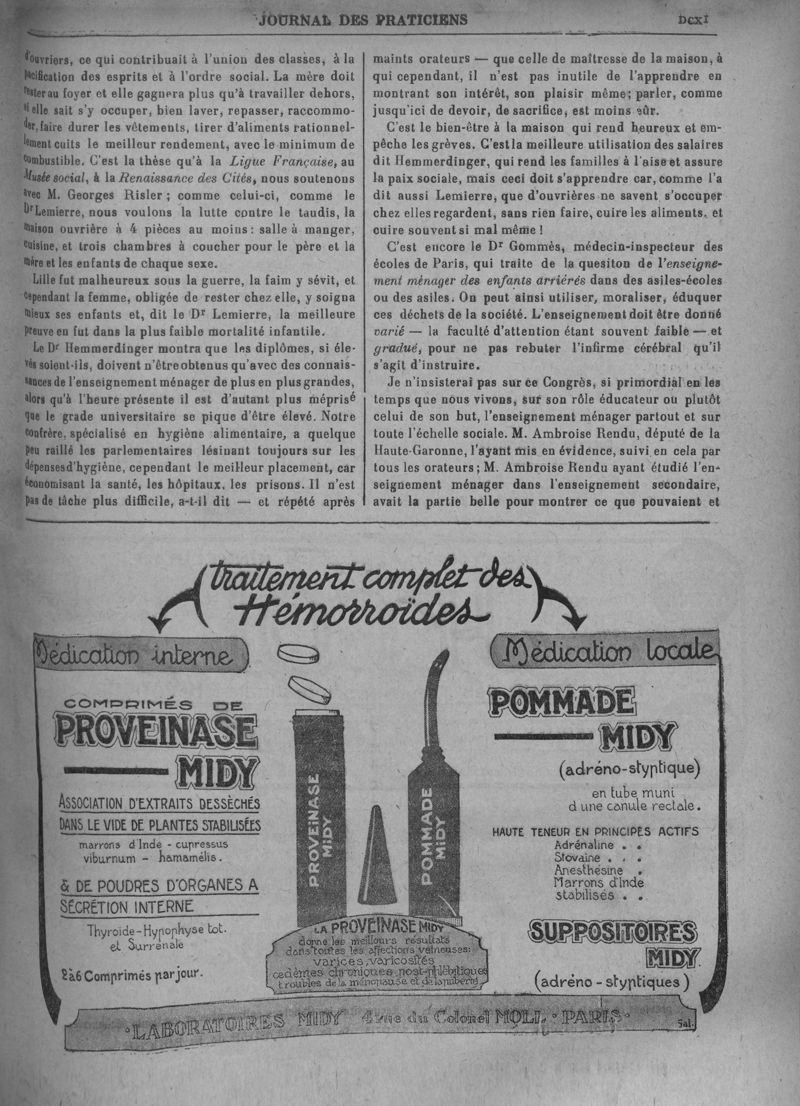 JOURNAL DES PRATICIENS
DCXI
d'ouvriers, ce qui contribuait à l'union des classes, à la
pacification des esprits et à l'ordre social. La mère doit
rester au foyer et elle gagnera plus qu'à travailler dehors,
si elle sait s'y occuper, bien laver, repasser, raccommo-
der, faire durer les vêtements, tirer d'aliments rationnel-
lement cuits le meilleur rendement, avec le minimum de
combustible. C'est la thèse qu'à la Ligue Française, au
Musée social, à la Renaissance des Cités, nous soutenons
avec M. Georges Risler ; comme celui-ci, comme le
Dr Lemierre, nous voulons la lutte contre le taudis, la
maison ouvrière à 4 pièces au moins : salle à manger,
cuisine, et trois chambres à coucher pour le père et la
mère et les enfants de chaque sexe.
Lille fut malheureux sous la guerre, la faim y sévit, et
cependant la femme, obligée de rester chez elle, y soigna
mieux ses enfants et, dit le Dr Lemierre, la meilleure
preuve en fut dans la plus faible mortalité infantile.
Le Dr Hemmerdinger montra que les diplômes, si éle-
vés soient-ils, doivent n'être obtenus qu'avec des connais-
sances de l'enseignement ménager de plus en plus grandes,
alors qu'à l'heure présente il est d'autant plus méprisé
que le grade universitaire se pique d'être élevé. Notre
confrère, spécialisé en hygiène alimentaire, a quelque
peu raillé les parlementaires lésinant toujours sur les
dépenses d'hygiène, cependant le meilleur placement, car
économisant la santé, les hôpitaux, les prisons. Il n'est
pas de tâche plus difficile, a-t-il dit — et répété après
maints orateurs — que celle de maîtresse de la maison, à
qui cependant, il n'est pas inutile de l'apprendre en
montrant son intérêt, son plaisir même; parler, comme
jusqu'ici de devoir, de sacrifice, est moins sûr.
C'est le bien-être à la maison qui rend heureux et em-
pêche les grèves. C'est la meilleure utilisation des salaires
dit Hemmerdinger, qui rend les familles à l'aise et assure
la paix sociale, mais ceci doit s'apprendre car, comme l'a
dit aussi Lemierre, que d'ouvrières ne savent s'occuper
chez elles regardent, sans rien faire, cuire les aliments, et
cuire souvent si mal même !
C'est encore le Dr Gommès, médecin-inspecteur des
écoles de Paris, qui traite de la quesiton de l'enseigne-
ment ménager des enfants arriérés dans des asiles-écoles
ou des asiles. On peut ainsi utiliser, moraliser, éduquer
ces déchets de la société. L'enseignement doit être donné
varié — la faculté d'attention étant souvent faible — et
gradué, pour ne pas rebuter l'infirme cérébral qu'il
s'agit d'instruire.
Je n'insisterai pas sur ce Congrès, si primordial en les
temps que nous vivons, sur son rôle éducateur ou plutôt
celui de son but, l'enseignement ménager partout et sur
toute l'échelle sociale. M. Ambroise Rendu, député de la
Haute-Garonne, l'ayant mis en évidence, suivi en cela par
tous les orateurs; M. Ambroise Rendu ayant étudié l'en-
seignement ménager dans l'enseignement secondaire,
avait la partie belle pour montrer ce que pouvaient et
traitement complet des
Hémorroïdes
Médication interne
COMPRIMÉS DE
PROVEINASE
MIDY
ASSOCIATION D'EXTRAITS DESSÈCHÉS
DANS LE VIDE DE PLANTES STABILISÉES
marrons d'Inde - cupressus
viburnum - hamamélis.
& DE POUDRES D'ORGANES A
SÉCRÉTION INTERNE
Thyroïde-Hypophyse tot.
et Surrénale
2 à 6 Comprimés par jour.
PROVEINASE MIDY
POMMADE MIDY
LA PROVEINASE MIDY
donne les meilleurs résultats
dans toutes les affections veineuses:
varices, varicosités
œdèmes chroniques post-phlébitiques
troubles de la ménopause et de la puberté
Médication locale
POMMADE
MIDY
(adréno-styptique)
en tube muni
d une canule rectale.
HAUTE TENEUR EN PRINCIPES ACTIFS
Adrénaline . .
Stovaïne . . .
Anesthésine .
Marrons d'Inde
stabilisés . .
SUPPOSITOIRES
MIDY
(adréno - styptiques)
LABORATOIRES MIDY 4 rue du Colonel MOLL PARIS
Sal.